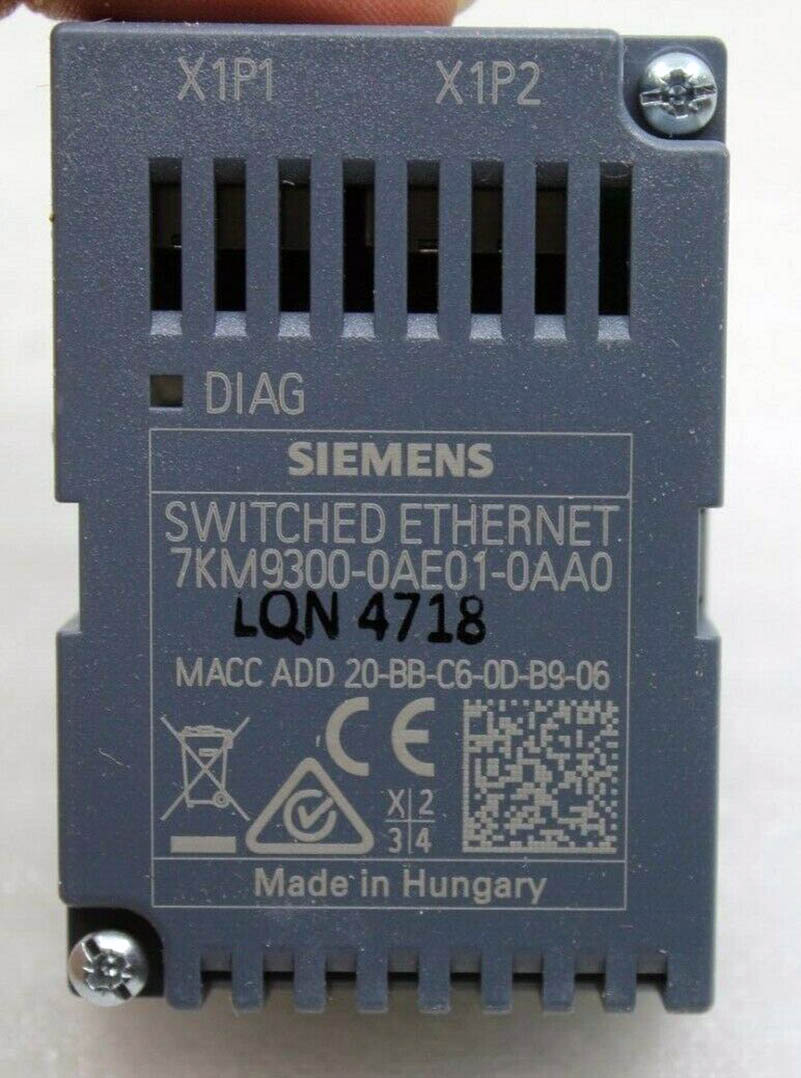 X1P1 X1P2
DIAG
SIEMENS
SWITCHED ETHERNET
7KM9300-0AE01-0AA0
LQN 4718
MACC ADD 20-BB-C6-0D-B9-06
CE
X 2
3 4
Made in Hungary